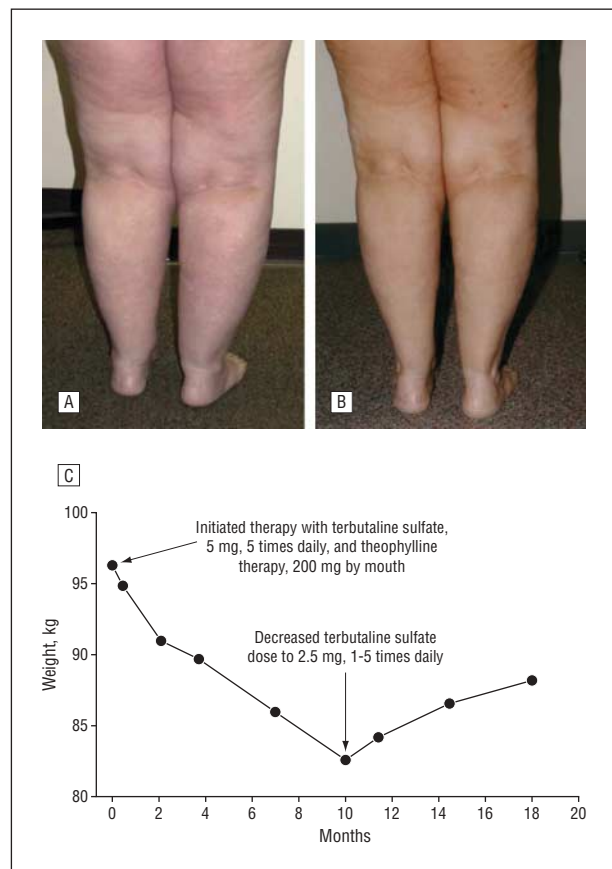 A
B
C
100
95
90
85
80
Weight, kg
Initiated therapy with terbutaline sulfate,
5 mg, 5 times daily, and theophylline
therapy, 200 mg by mouth
Decreased terbutaline sulfate
dose to 2.5 mg, 1-5 times daily
0 2 4 6 8 10 12 14 16 18 20
Months